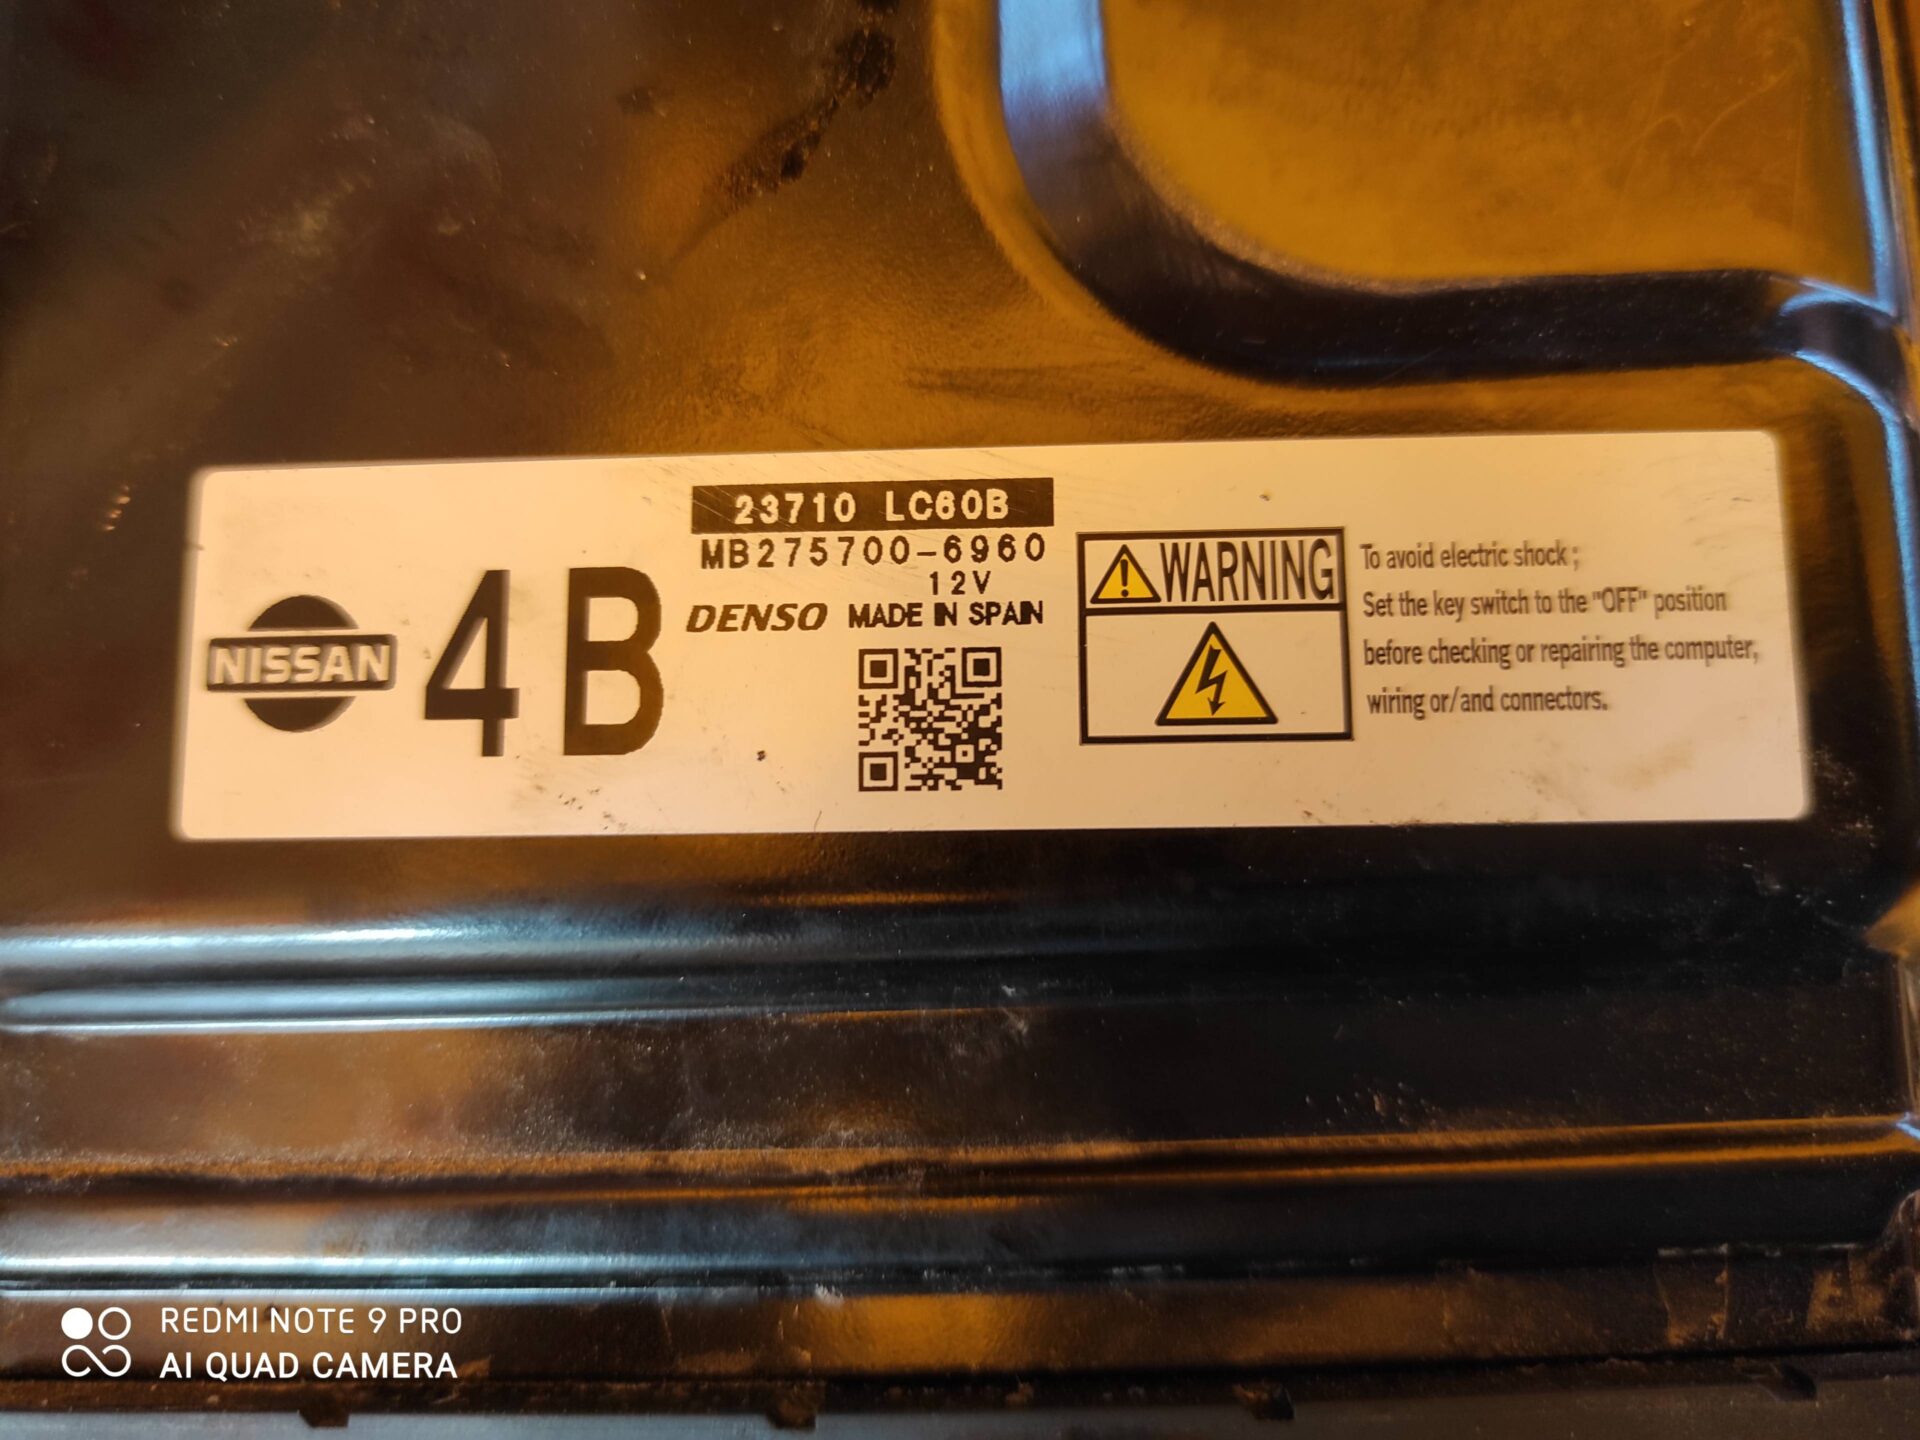 23710 LC60B
MB275700-6960
12V
DENSO MADE IN SPAIN
NISSAN
4B
WARNING
To avoid electric shock ;
Set the key switch to the "OFF" position
before checking or repairing the computer,
wiring or/and connectors.
REDMI NOTE 9 PRO
AI QUAD CAMERA